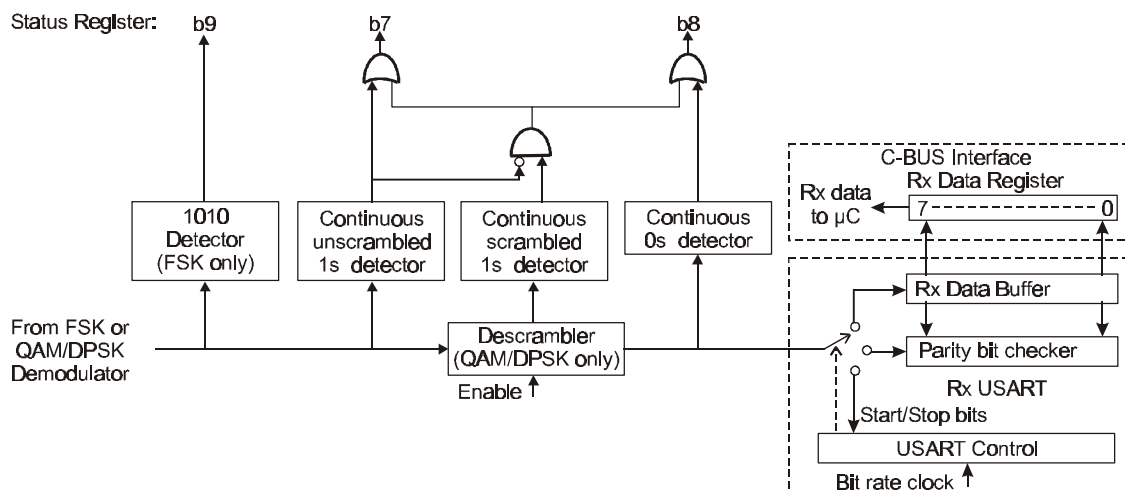 Status Register:
b9
b7
b8
C-BUS Interface
Rx Data Register
Rx data
to µC
7
0
1010
Detector
(FSK only)
Continuous
unscrambled
1s detector
Continuous
scrambled
1s detector
Continuous
0s detector
Rx Data Buffer
From FSK or
QAM/DPSK
Demodulator
Descrambler
(QAM/DPSK only)
Enable
Parity bit checker
Rx USART
Start/Stop bits
USART Control
Bit rate clock